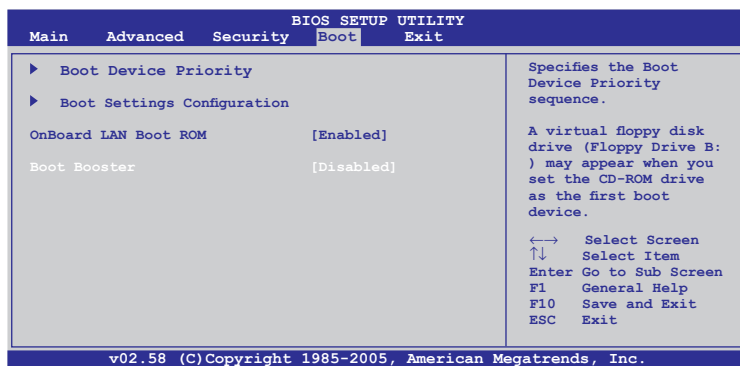 BIOS SETUP UTILITY
Main Advanced Security Boot Exit
Boot Device Priority
Boot Settings Configuration
OnBoard LAN Boot ROM [Enabled]
Boot Booster [Disabled]
Specifies the Boot
Device Priority
sequence.
A virtual floppy disk
drive (Floppy Drive B:
) may appear when you
set the CD-ROM drive
as the first boot
device.
←→ Select Screen
↑↓ Select Item
Enter Go to Sub Screen
F1 General Help
F10 Save and Exit
ESC Exit
v02.58 (C)Copyright 1985-2005, American Megatrends, Inc.